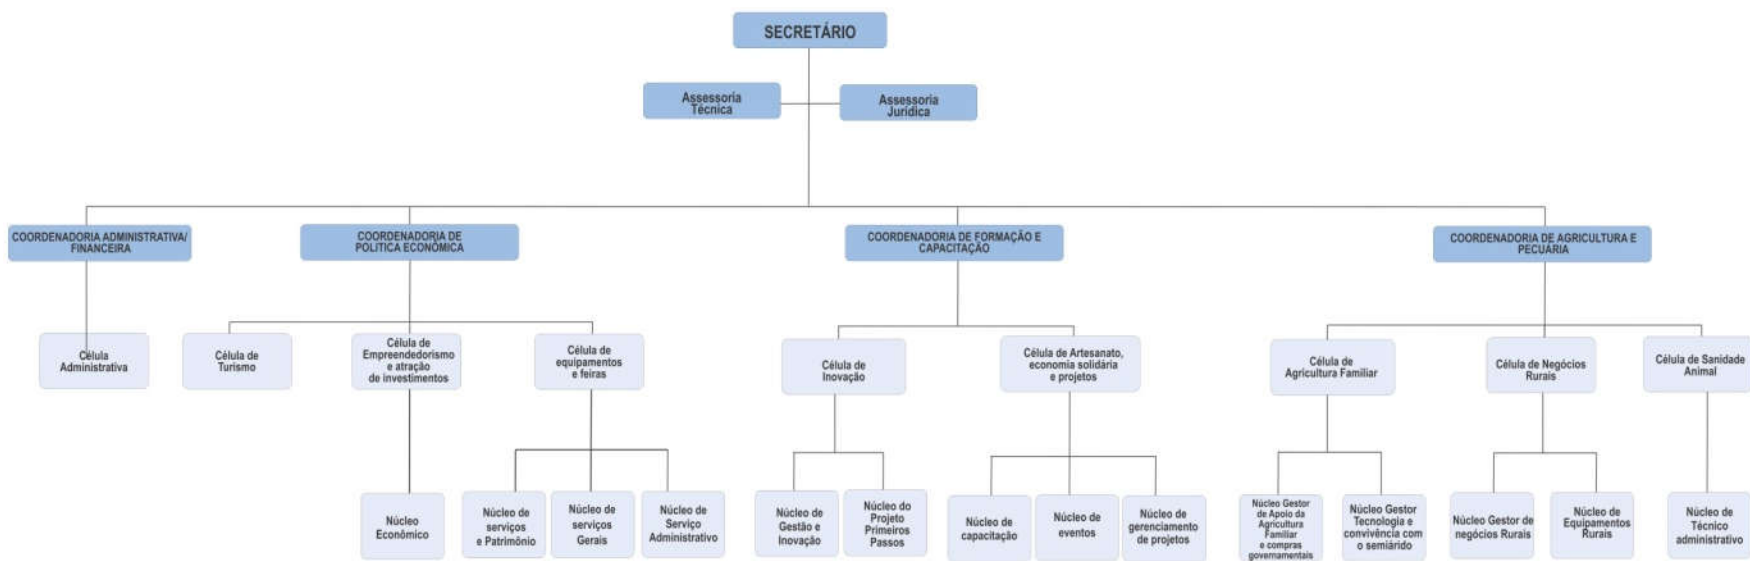 SECRETÁRIO
Assessoria
Técnica
Assessoria
Jurídica
COORDENADORIA ADMINISTRATIVA/
FINANCEIRA
COORDENADORIA DE
POLITICA ECONÔMICA
COORDENADORIA DE FORMAÇÃO E
CAPACITAÇÃO
COORDENADORIA DE AGRICULTURA E
PECUÁRIA
Célula
Administrativa
Célula de
Turismo
Célula de
Empreendedorismo
e atração
de investimentos
Célula de
equipamentos
e feiras
Célula de
Inovação
Célula de Artesanato,
economia solidária
e projetos
Célula de
Agricultura Familiar
Célula de Negócios
Rurais
Célula de Sanidade
Animal
Núcleo
Econômico
Núcleo de
serviços
e Patrimônio
Núcleo de
serviços
Gerais
Núcleo de
Serviço
Administrativo
Núcleo de
Gestão e
Inovação
Núcleo do
Projeto
Primeiros
Passos
Núcleo de
capacitação
Núcleo de
eventos
Núcleo de
gerenciamento
de projetos
Núcleo Gestor
de Apoio da
Agricultura
Familiar
e compras
governamentais
Núcleo Gestor
Tecnologia e
convivência com
o semiárido
Núcleo Gestor de
negócios Rurais
Núcleo de
Equipamentos
Rurais
Núcleo de
Técnico
administrativo